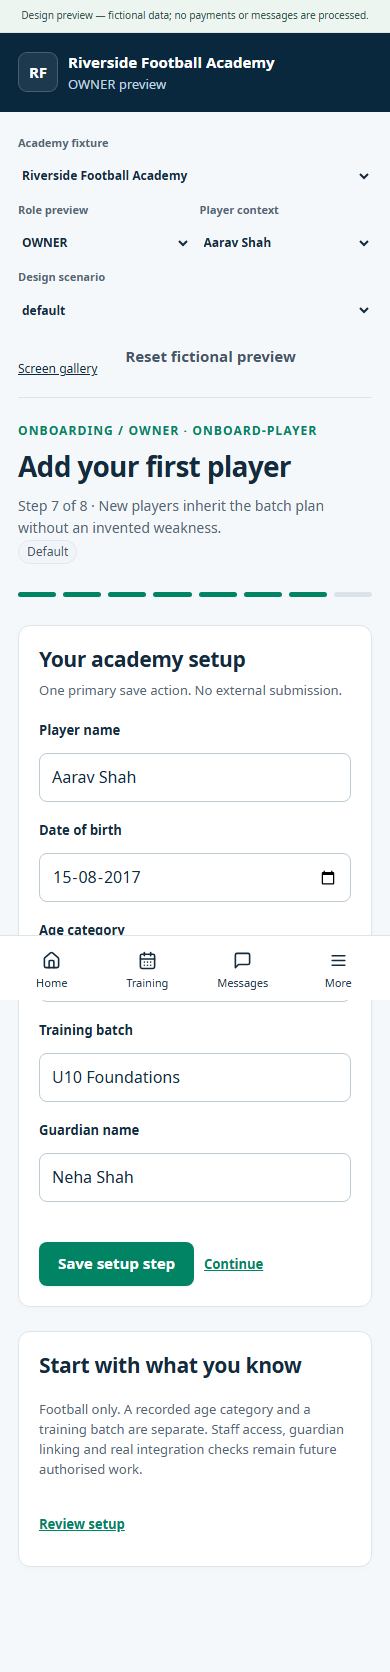 Design preview — fictional data; no payments or messages are processed.
RF
Riverside Football Academy
OWNER preview
Academy fixture
Riverside Football Academy
Role preview
Player context
OWNER
Aarav Shah
Design scenario
default
Screen gallery
Reset fictional preview
ONBOARDING / OWNER · ONBOARD-PLAYER
Add your first player
Step 7 of 8 · New players inherit the batch plan
without an invented weakness.
Default
Your academy setup
One primary save action. No external submission.
Player name
Aarav Shah
Date of birth
15-08-2017
Age category
Home
Training
Messages
More
Training batch
U10 Foundations
Guardian name
Neha Shah
Save setup step
Continue
Start with what you know
Football only. A recorded age category and a
training batch are separate. Staff access, guardian
linking and real integration checks remain future
authorised work.
Review setup